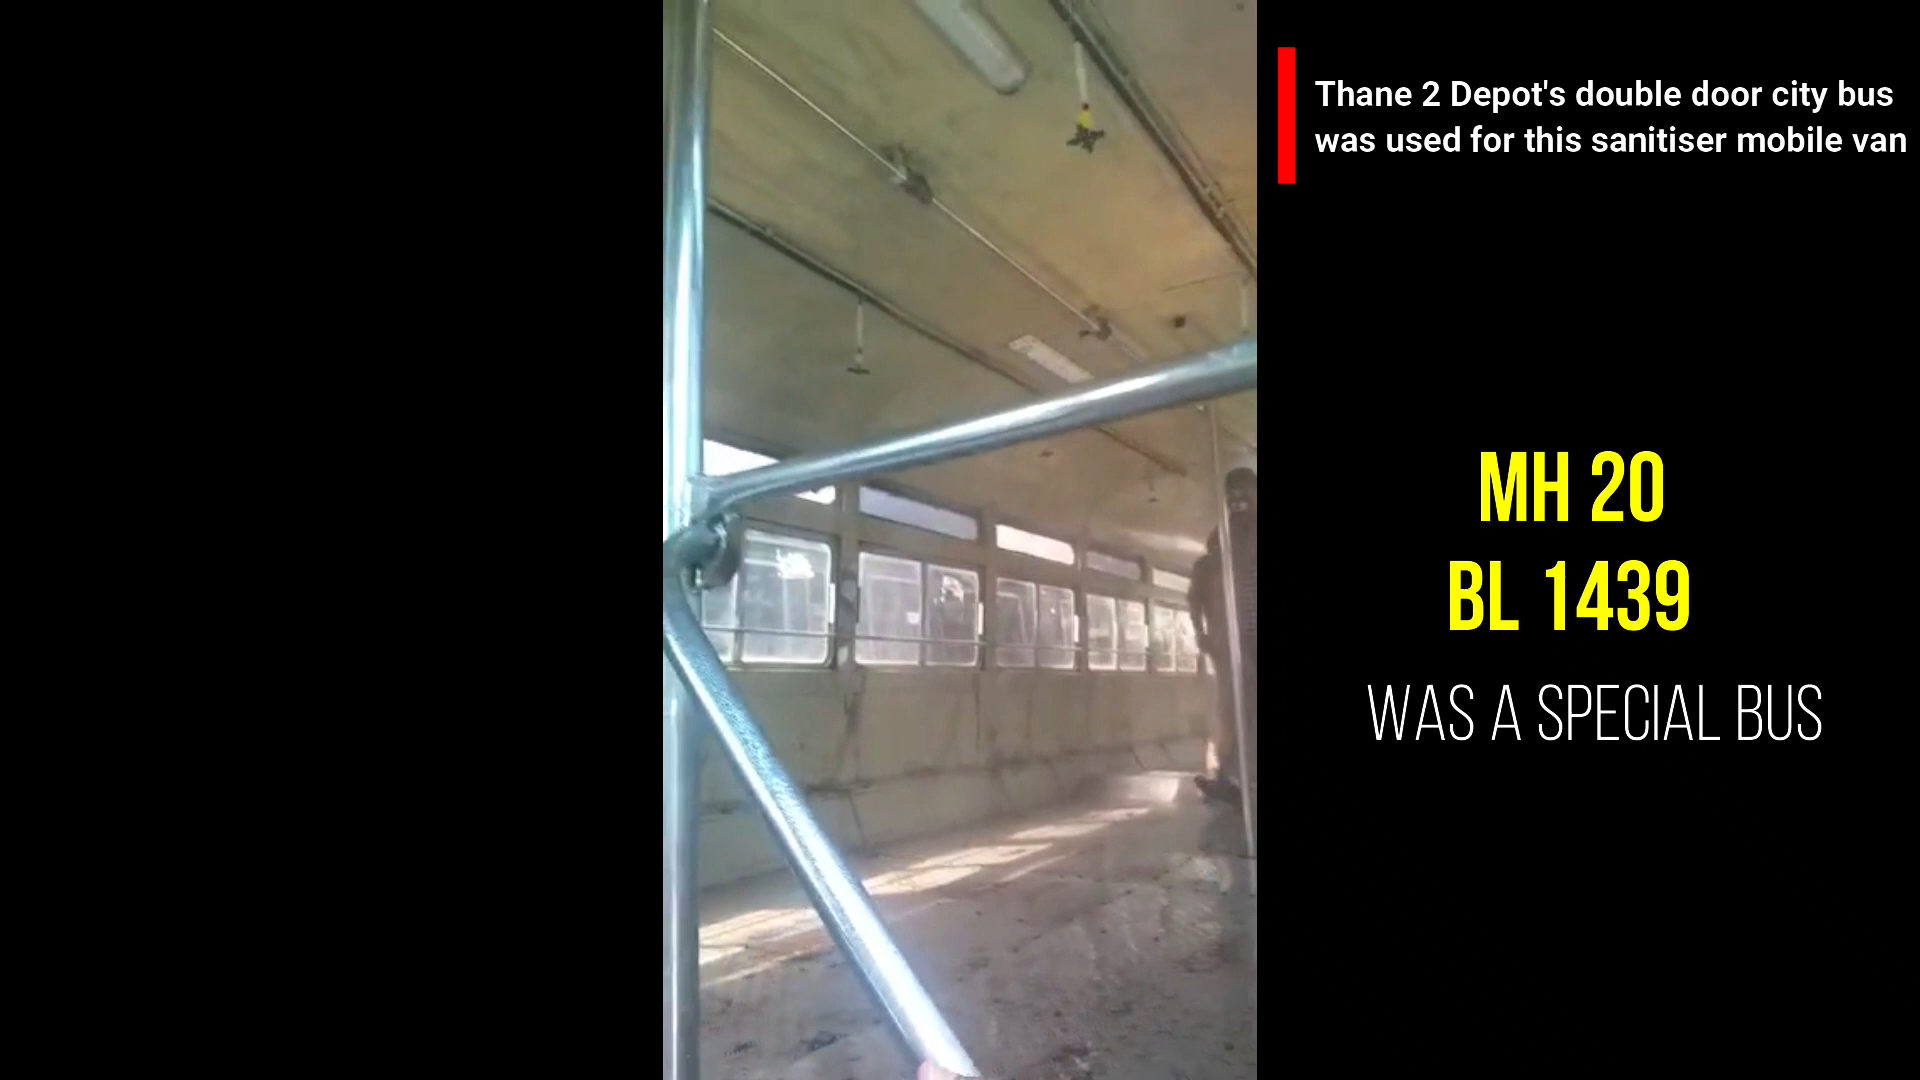 Thane 2 Depot's double door city bus
was used for this sanitiser mobile van
MH 20
BL 1439
WAS A SPECIAL BUS